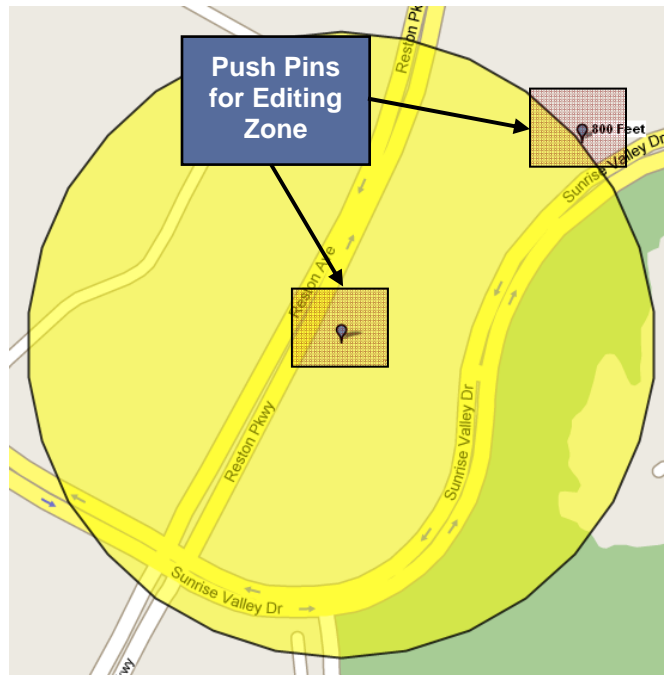 Reston Pkwy
Push Pins
for Editing
Zone
800 Feet
Sunrise Valley Dr
Reston Ave
Reston Pkwy
Sunrise Valley Dr
Sunrise Valley Dr